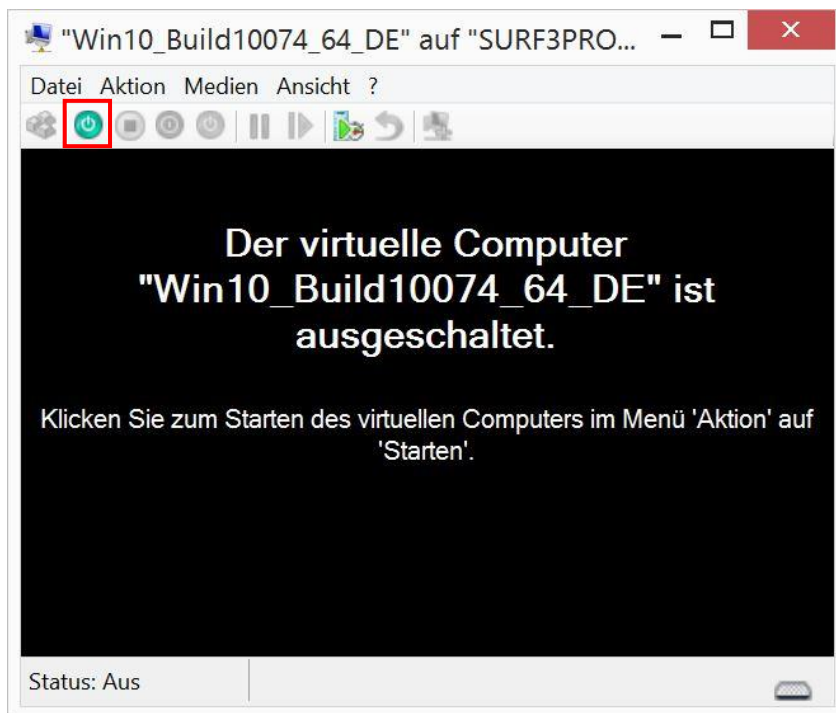 "Win10_Build10074_64_DE" auf "SURF3PRO...
Datei Aktion Medien Ansicht ?
Der virtuelle Computer
"Win10_Build10074_64_DE" ist
ausgeschaltet.
Klicken Sie zum Starten des virtuellen Computers im Menü 'Aktion' auf
'Starten'.
Status: Aus